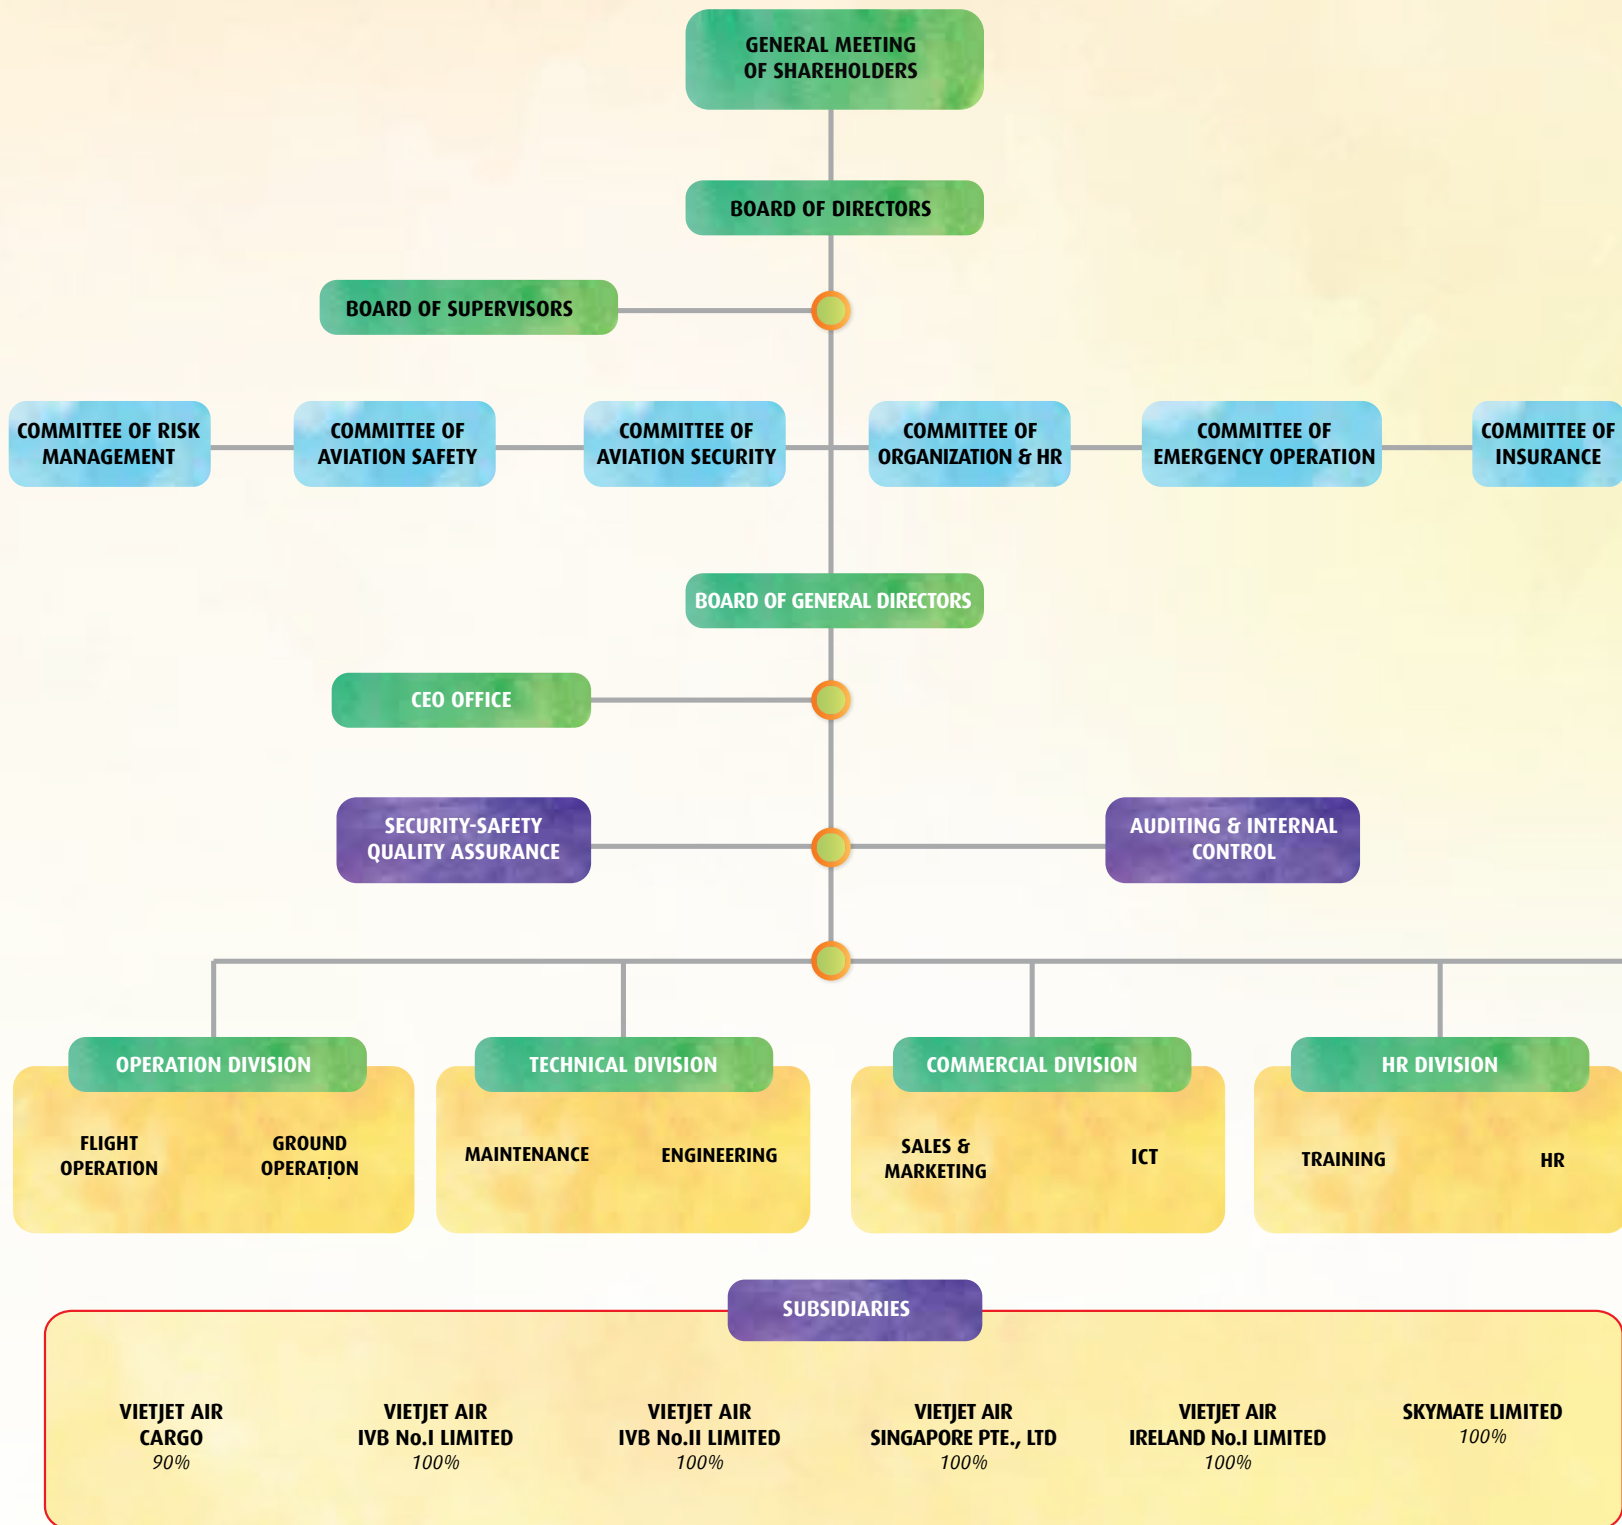 GENERAL MEETING
OF SHAREHOLDERS
BOARD OF DIRECTORS
BOARD OF SUPERVISORS
COMMITTEE OF RISK
MANAGEMENT
COMMITTEE OF
AVIATION SAFETY
COMMITTEE OF
AVIATION SECURITY
COMMITTEE OF
ORGANIZATION & HR
COMMITTEE OF
EMERGENCY OPERATION
COMMITTEE OF
INSURANCE
BOARD OF GENERAL DIRECTORS
CEO OFFICE
SECURITY-SAFETY
QUALITY ASSURANCE
AUDITING & INTERNAL
CONTROL
OPERATION DIVISION
FLIGHT
OPERATION
GROUND
OPERATION
TECHNICAL DIVISION
MAINTENANCE
ENGINEERING
COMMERCIAL DIVISION
SALES &
MARKETING
ICT
HR DIVISION
TRAINING
HR
SUBSIDIARIES
VIETJET AIR
CARGO
90%
VIETJET AIR
IVB No.I LIMITED
100%
VIETJET AIR
IVB No.II LIMITED
100%
VIETJET AIR
SINGAPORE PTE., LTD
100%
VIETJET AIR
IRELAND No.I LIMITED
100%
SKYMATE LIMITED
100%